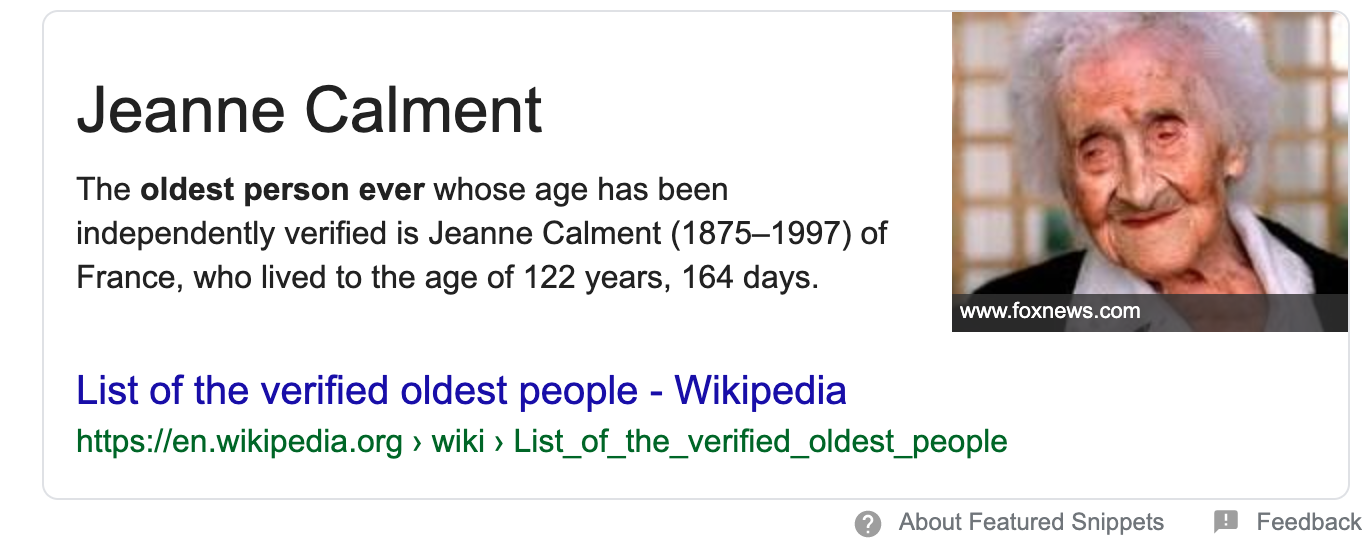 Jeanne Calment
The oldest person ever whose age has been
independently verified is Jeanne Calment (1875–1997) of
France, who lived to the age of 122 years, 164 days.
www.foxnews.com
List of the verified oldest people - Wikipedia
https://en.wikipedia.org › wiki › List_of_the_verified_oldest_people
About Featured Snippets Feedback